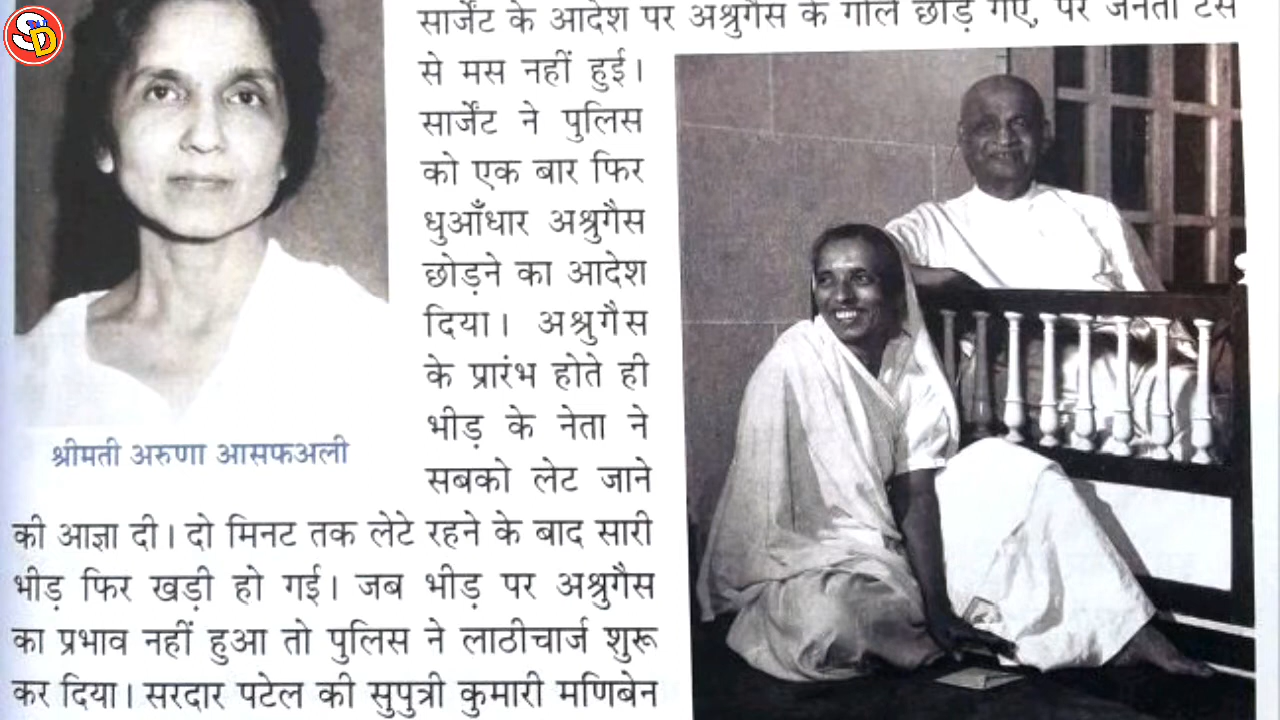 SD
सार्जेंट के आदेश पर अश्रुगैस के गोले छोड़े गए, पर जनता टस
से मस नहीं हुई।
सार्जेंट ने पुलिस
को एक बार फिर
धुआँधार अश्रुगैस
छोड़ने का आदेश
दिया। अश्रुगैस
के प्रारंभ होते ही
भीड़ के नेता ने
सबको लेट जाने
श्रीमती अरुणा आसफअली
की आज्ञा दी। दो मिनट तक लेटे रहने के बाद सारी
भीड़ फिर खड़ी हो गई। जब भीड़ पर अश्रुगैस
का प्रभाव नहीं हुआ तो पुलिस ने लाठीचार्ज शुरू
कर दिया। सरदार पटेल की सुपुत्री कुमारी मणिबेन